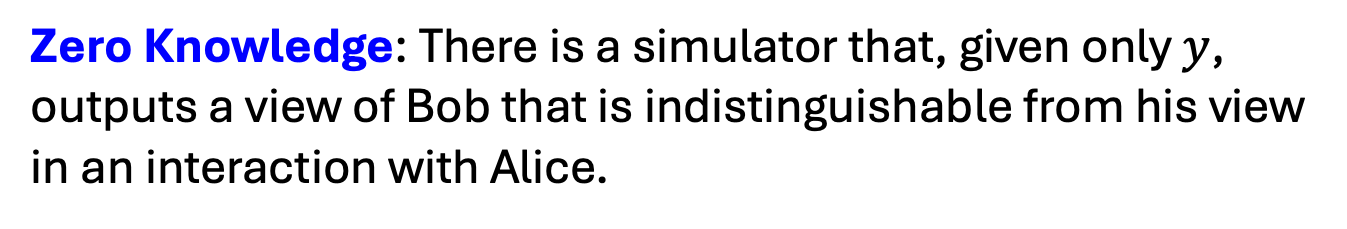 Zero Knowledge: There is a simulator that, given only y,
outputs a view of Bob that is indistinguishable from his view
in an interaction with Alice.